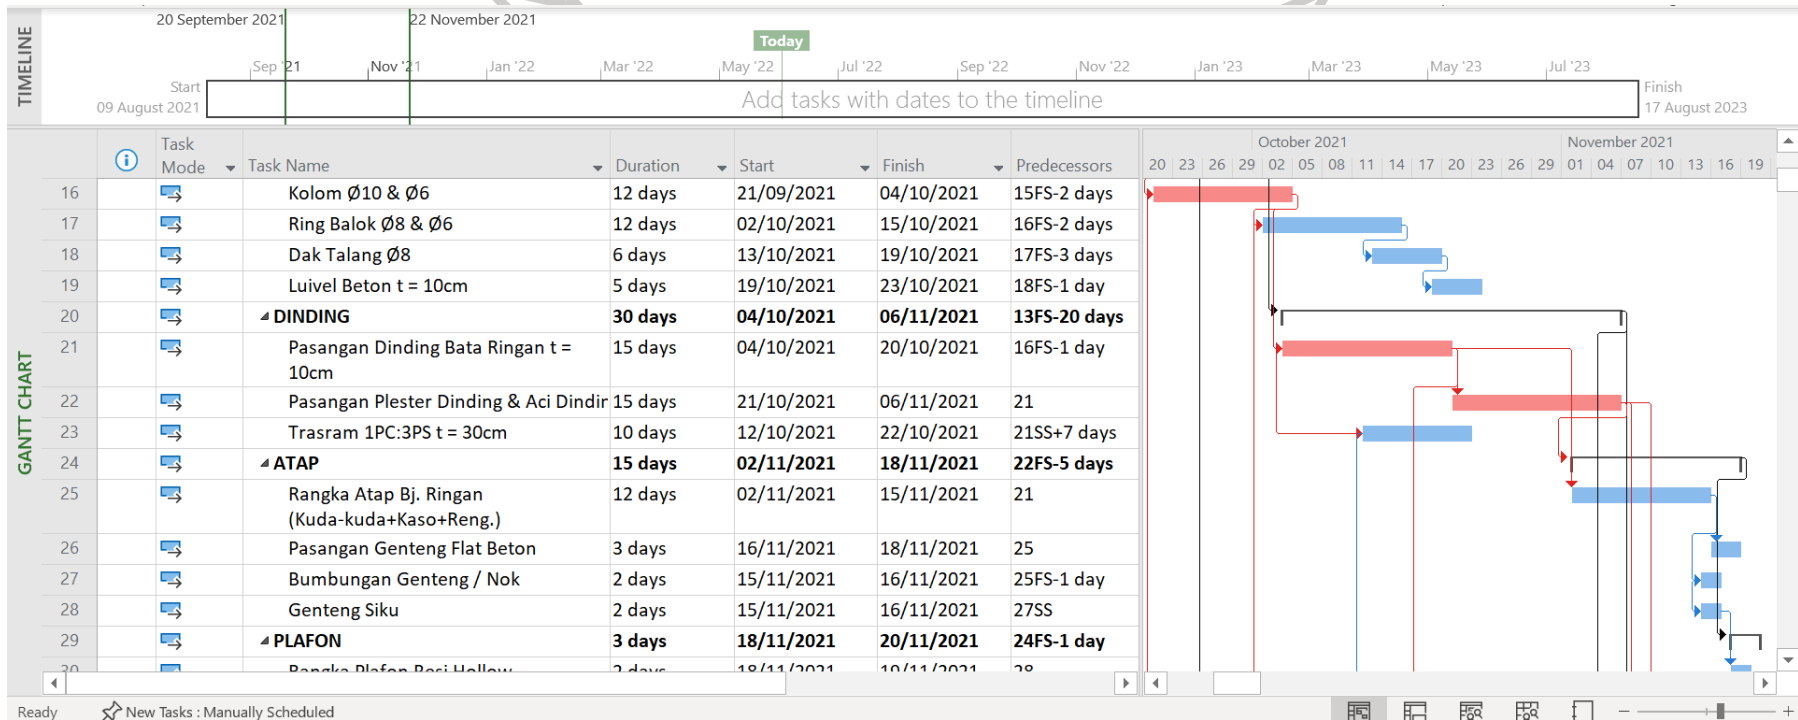 20 September 2021 22 November 2021
Today
Sep '21 Nov '21 Jan '22 Mar '22 May '22 Jul '22 Sep '22 Nov '22 Jan '23 Mar '23 May '23 Jul '23
TIMELINE
Start
09 August 2021
Add tasks with dates to the timeline
Finish
17 August 2023
GANTT CHART
Task Mode Task Name Duration Start Finish Predecessors
October 2021 November 2021
20 23 26 29 02 05 08 11 14 17 20 23 26 29 01 04 07 10 13 16 19
16 Kolom Ø10 & Ø6 12 days 21/09/2021 04/10/2021 15FS-2 days
17 Ring Balok Ø8 & Ø6 12 days 02/10/2021 15/10/2021 16FS-2 days
18 Dak Talang Ø8 6 days 13/10/2021 19/10/2021 17FS-3 days
19 Luivel Beton t = 10cm 5 days 19/10/2021 23/10/2021 18FS-1 day
20 DINDING 30 days 04/10/2021 06/11/2021 13FS-20 days
21 Pasangan Dinding Bata Ringan t = 15 days 04/10/2021 20/10/2021 16FS-1 day
10cm
22 Pasangan Plester Dinding & Aci Dindin 15 days 21/10/2021 06/11/2021 21
23 Trasram 1PC:3PS t = 30cm 10 days 12/10/2021 22/10/2021 21SS+7 days
24 ATAP 15 days 02/11/2021 18/11/2021 22FS-5 days
25 Rangka Atap Bj. Ringan 12 days 02/11/2021 15/11/2021 21
(Kuda-kuda+Kaso+Reng.)
26 Pasangan Genteng Flat Beton 3 days 16/11/2021 18/11/2021 25
27 Bumbungan Genteng / Nok 2 days 15/11/2021 16/11/2021 25FS-1 day
28 Genteng Siku 2 days 15/11/2021 16/11/2021 27SS
29 PLAFON 3 days 18/11/2021 20/11/2021 24FS-1 day
30 Rangka Plafon Besi Hollow 2 days 18/11/2021 19/11/2021 28
Ready New Tasks : Manually Scheduled